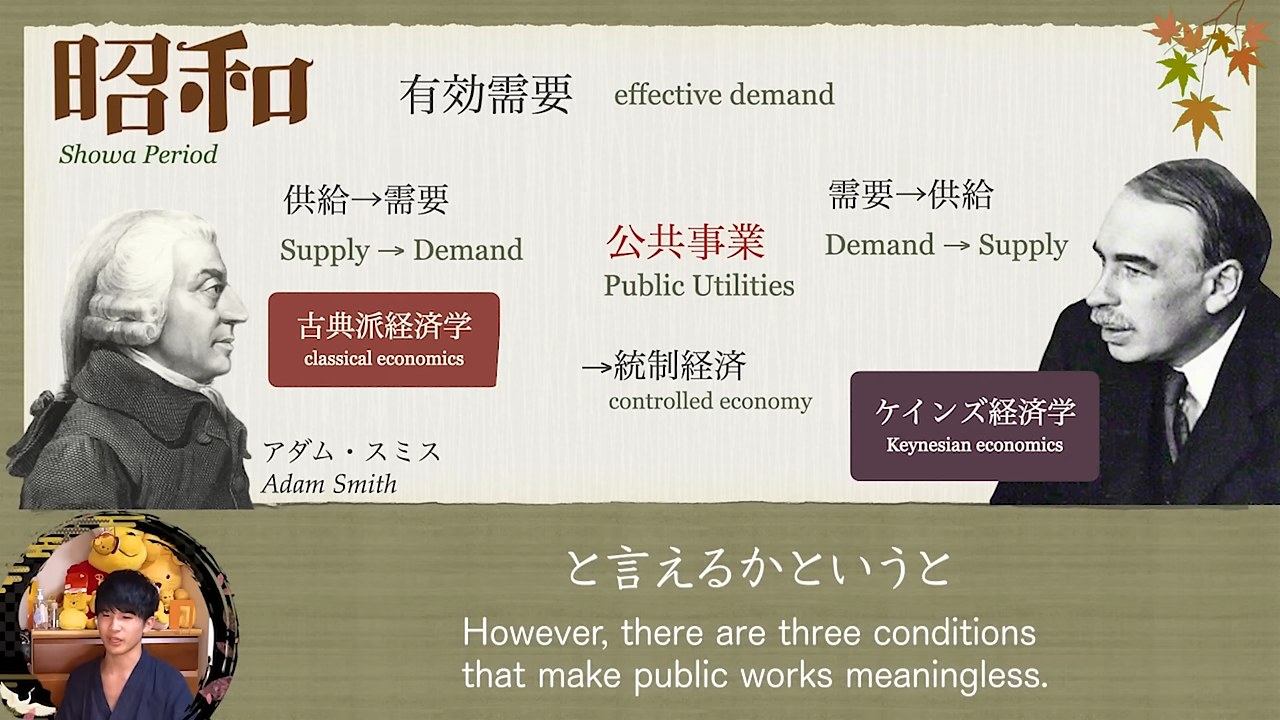 昭和
Showa Period
有効需要
effective demand
供給→需要
Supply → Demand
古典派経済学
classical economics
アダム・スミス
Adam Smith
公共事業
Public Utilities
→統制経済
controlled economy
需要→供給
Demand → Supply
ケインズ経済学
Keynesian economics
と言えるかというと
However, there are three conditions
that make public works meaningless.